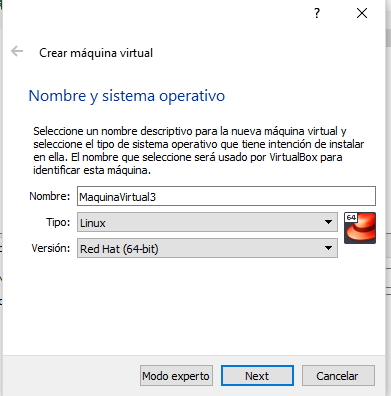 ?
Crear máquina virtual
Nombre y sistema operativo
Seleccione un nombre descriptivo para la nueva máquina virtual y
seleccione el tipo de sistema operativo que tiene intención de instalar
en ella. El nombre que seleccione será usado por VirtualBox para
identificar esta máquina.
Nombre: MaquinaVirtual3
Tipo: Linux
64
Versión: Red Hat (64-bit)
Modo experto Next Cancelar